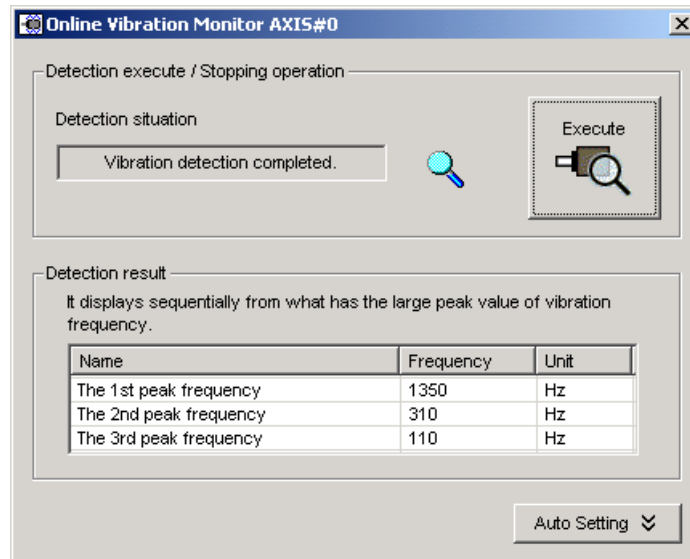 Online Vibration Monitor AXIS#0
Detection execute / Stopping operation
Detection situation
Vibration detection completed.
Execute
Detection result
It displays sequentially from what has the large peak value of vibration
frequency.
Name Frequency Unit
The 1st peak frequency 1350 Hz
The 2nd peak frequency 310 Hz
The 3rd peak frequency 110 Hz
Auto Setting